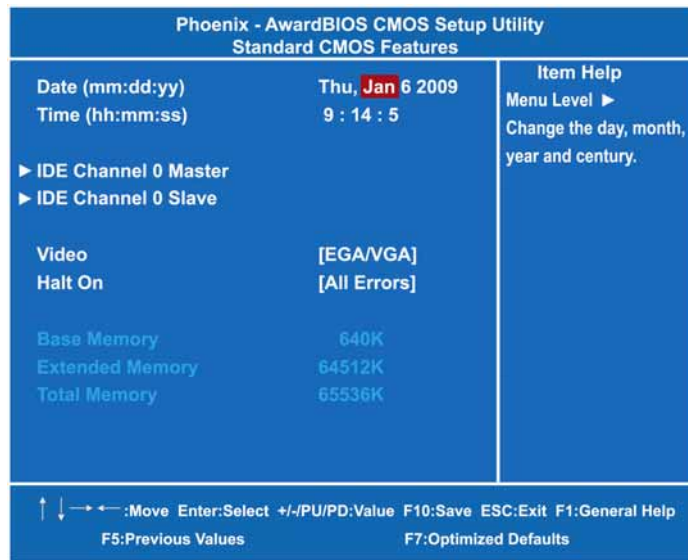 Phoenix - AwardBIOS CMOS Setup Utility
Standard CMOS Features
Date (mm:dd:yy) Thu, Jan 6 2009
Time (hh:mm:ss) 9 : 14 : 5
► IDE Channel 0 Master
► IDE Channel 0 Slave
Video [EGA/VGA]
Halt On [All Errors]
Base Memory 640K
Extended Memory 64512K
Total Memory 65536K
Item Help
Menu Level ►
Change the day, month,
year and century.
↑ ↓ → ← :Move Enter:Select +/-/PU/PD:Value F10:Save ESC:Exit F1:General Help
F5:Previous Values F7:Optimized Defaults